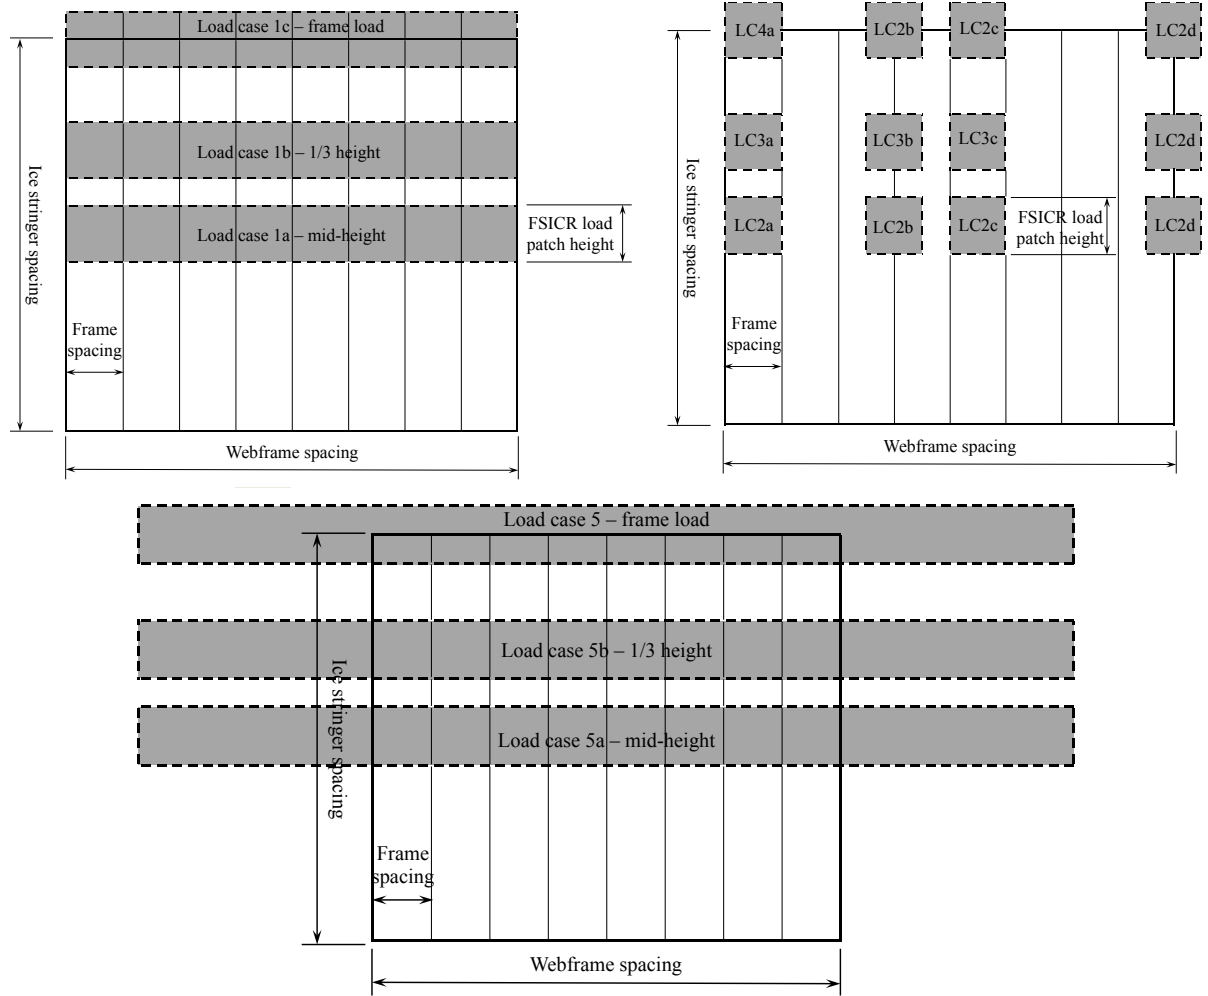 Load case 1c – frame load
Load case 1b – 1/3 height
Load case 1a – mid-height
Ice stringer spacing
FSICR load
patch height
Frame
spacing
Webframe spacing
LC4a
LC2b
LC2c
LC2d
LC3a
LC3b
LC3c
LC2d
LC2a
LC2b
LC2c
LC2d
Ice stringer spacing
FSICR load
patch height
Frame
spacing
Webframe spacing
Load case 5 – frame load
Load case 5b – 1/3 height
Load case 5a – mid-height
Ice stringer spacing
Frame
spacing
Webframe spacing